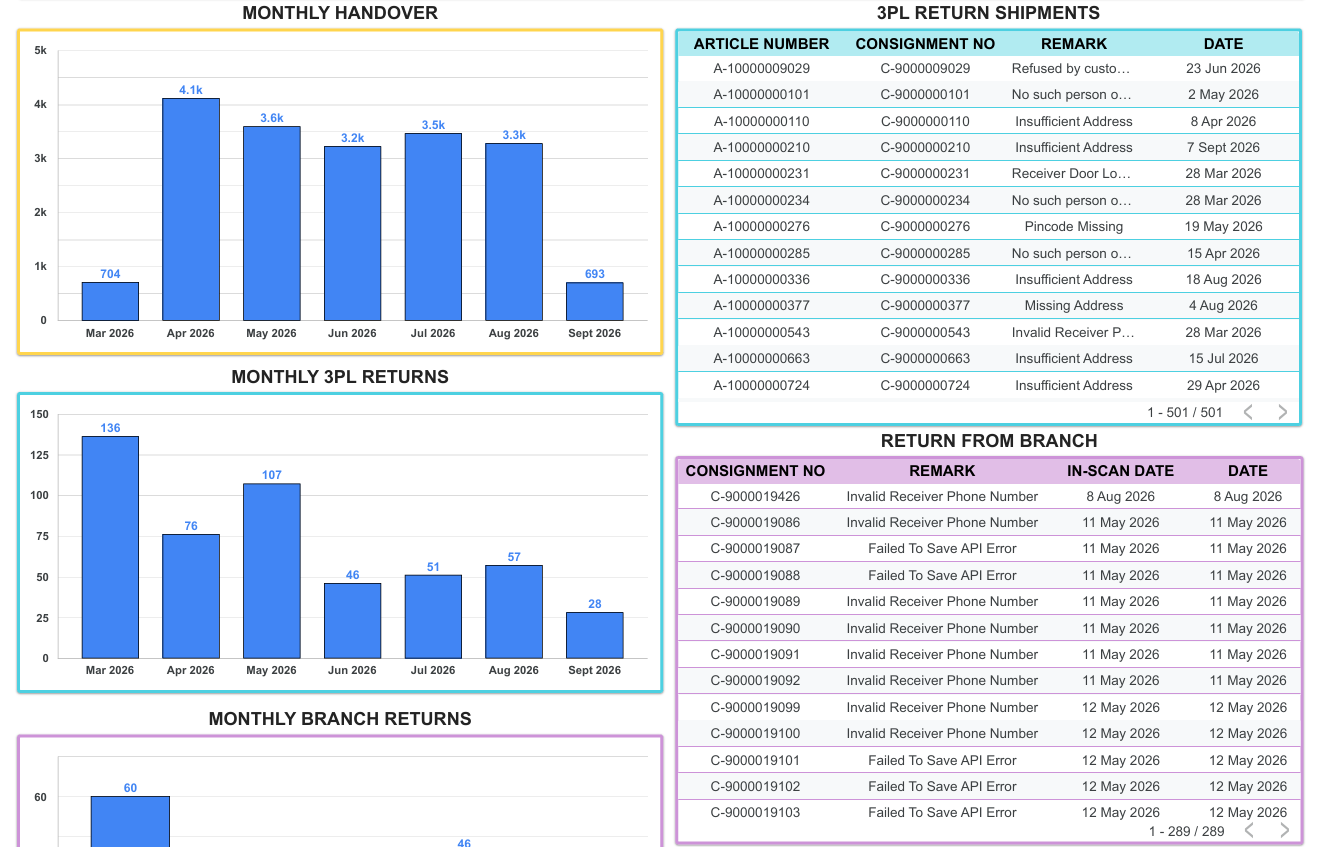 MONTHLY HANDOVER
5k
4k
3k
2k
1k
0
704
4.1k
3.6k
3.2k
3.5k
3.3k
693
Mar 2026 Apr 2026 May 2026 Jun 2026 Jul 2026 Aug 2026 Sept 2026
MONTHLY 3PL RETURNS
150
125
100
75
50
25
0
136
76
107
46
51
57
28
Mar 2026 Apr 2026 May 2026 Jun 2026 Jul 2026 Aug 2026 Sept 2026
MONTHLY BRANCH RETURNS
60
60
46
3PL RETURN SHIPMENTS
ARTICLE NUMBER CONSIGNMENT NO REMARK DATE
A-10000009029 C-9000009029 Refused by custo… 23 Jun 2026
A-10000000101 C-9000000101 No such person o… 2 May 2026
A-10000000110 C-9000000110 Insufficient Address 8 Apr 2026
A-10000000210 C-9000000210 Insufficient Address 7 Sept 2026
A-10000000231 C-9000000231 Receiver Door Lo… 28 Mar 2026
A-10000000234 C-9000000234 No such person o… 28 Mar 2026
A-10000000276 C-9000000276 Pincode Missing 19 May 2026
A-10000000285 C-9000000285 No such person o… 15 Apr 2026
A-10000000336 C-9000000336 Insufficient Address 18 Aug 2026
A-10000000377 C-9000000377 Missing Address 4 Aug 2026
A-10000000543 C-9000000543 Invalid Receiver P… 28 Mar 2026
A-10000000663 C-9000000663 Insufficient Address 15 Jul 2026
A-10000000724 C-9000000724 Insufficient Address 29 Apr 2026
1 - 501 / 501
RETURN FROM BRANCH
CONSIGNMENT NO REMARK IN-SCAN DATE DATE
C-9000019426 Invalid Receiver Phone Number 8 Aug 2026 8 Aug 2026
C-9000019086 Invalid Receiver Phone Number 11 May 2026 11 May 2026
C-9000019087 Failed To Save API Error 11 May 2026 11 May 2026
C-9000019088 Failed To Save API Error 11 May 2026 11 May 2026
C-9000019089 Invalid Receiver Phone Number 11 May 2026 11 May 2026
C-9000019090 Invalid Receiver Phone Number 11 May 2026 11 May 2026
C-9000019091 Invalid Receiver Phone Number 11 May 2026 11 May 2026
C-9000019092 Invalid Receiver Phone Number 11 May 2026 11 May 2026
C-9000019099 Invalid Receiver Phone Number 12 May 2026 12 May 2026
C-9000019100 Invalid Receiver Phone Number 12 May 2026 12 May 2026
C-9000019101 Failed To Save API Error 12 May 2026 12 May 2026
C-9000019102 Failed To Save API Error 12 May 2026 12 May 2026
C-9000019103 Failed To Save API Error 12 May 2026 12 May 2026
1 - 289 / 289